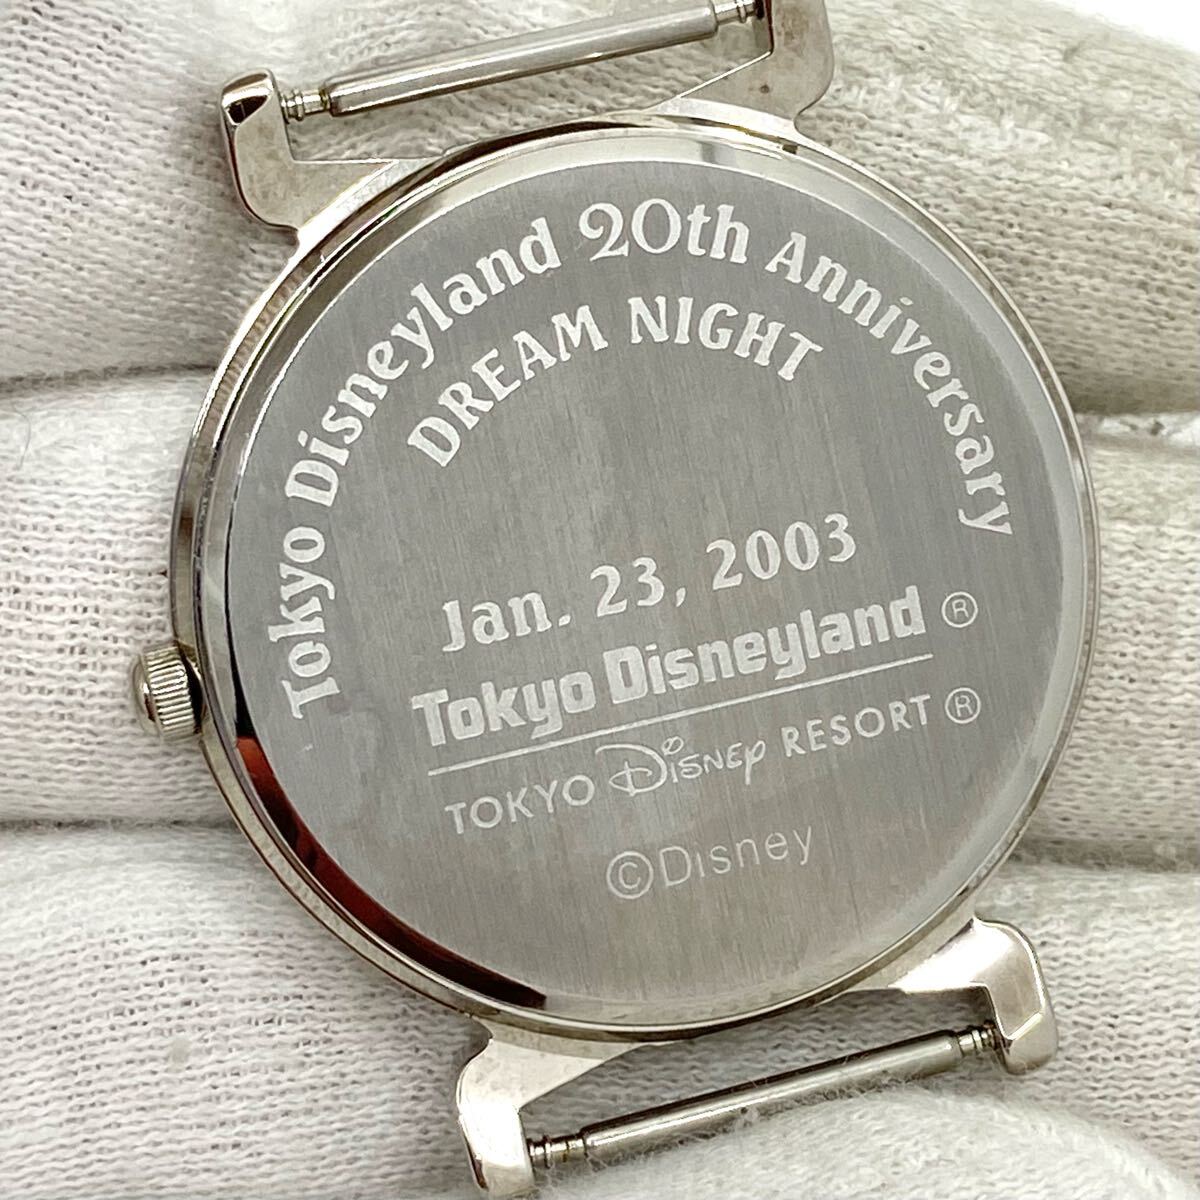 Tokyo Disneyland 20th Anniversary
DREAM NIGHT
Jan. 23, 2003
Tokyo Disneyland ®
TOKYO Disney RESORT ®
©Disney